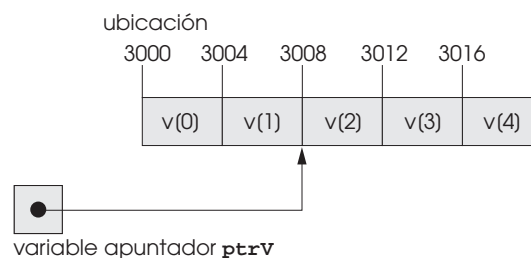 ubicación
3000 3004 3008 3012 3016
v(0) v(1) v(2) v(3) v(4)
variable apuntador ptrV